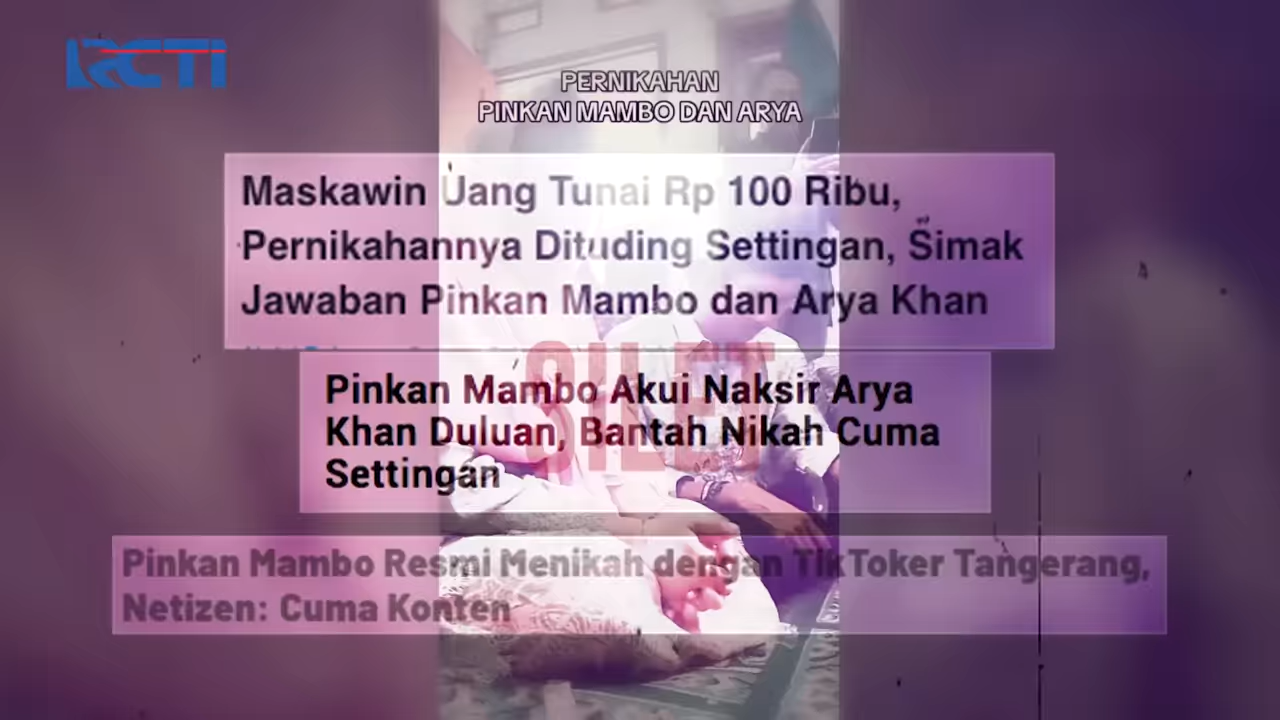 RCTI
PERNIKAHAN
PINKAN MAMBO DAN ARYA
Maskawin Uang Tunai Rp 100 Ribu,
Pernikahannya Dituding Settingan, Simak
Jawaban Pinkan Mambo dan Arya Khan
SILET
Pinkan Mambo Akui Naksir Arya
Khan Duluan, Bantah Nikah Cuma
Settingan
Pinkan Mambo Resmi Menikah dengan TikToker Tangerang,
Netizen: Cuma Konten